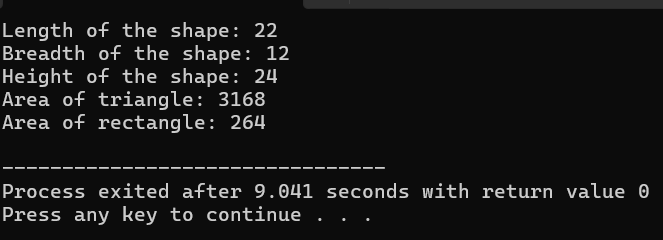 Length of the shape: 22
Breadth of the shape: 12
Height of the shape: 24
Area of triangle: 3168
Area of rectangle: 264

--------------------------------
Process exited after 9.041 seconds with return value 0
Press any key to continue . . .